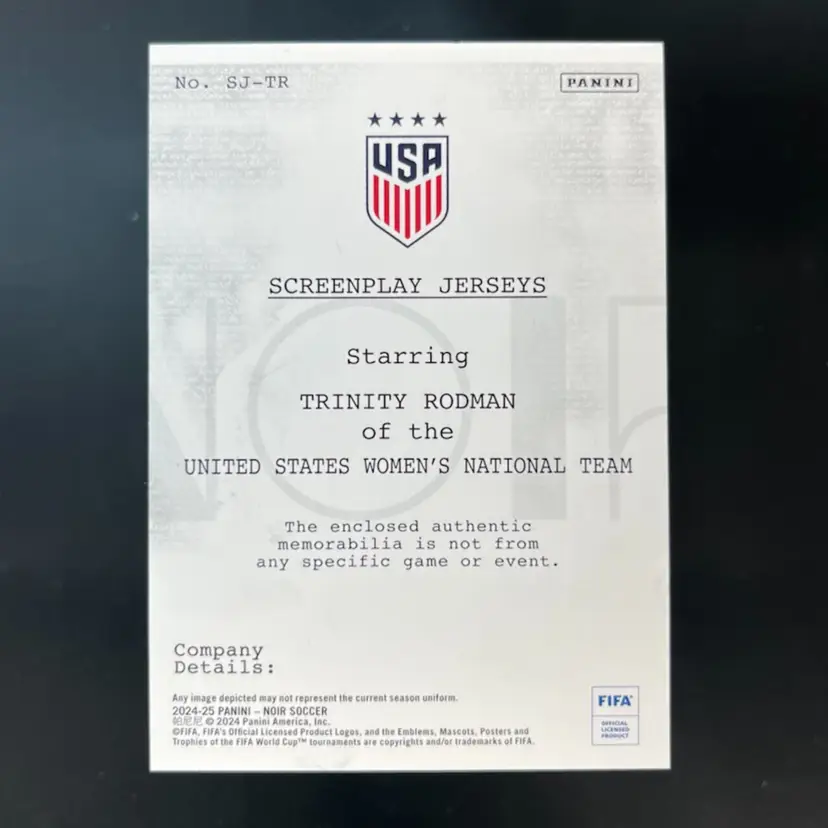 No. SJ-TR
PANINI
USA
SCREENPLAY JERSEYS
Starring
TRINITY RODMAN
of the
UNITED STATES WOMEN'S NATIONAL TEAM
The enclosed authentic
memorabilia is not from
any specific game or event.
Company
Details:
Any image depicted may not represent the current season uniform.
2024-25 PANINI – NOIR SOCCER
帕尼尼 © 2024 Panini America, Inc.
©FIFA, FIFA's Official Licensed Product Logos, and the Emblems, Mascots, Posters and
Trophies of the FIFA World Cup™ tournaments are copyrights and/or trademarks of FIFA.
FIFA®
OFFICIAL
LICENSED
PRODUCT
NOIR